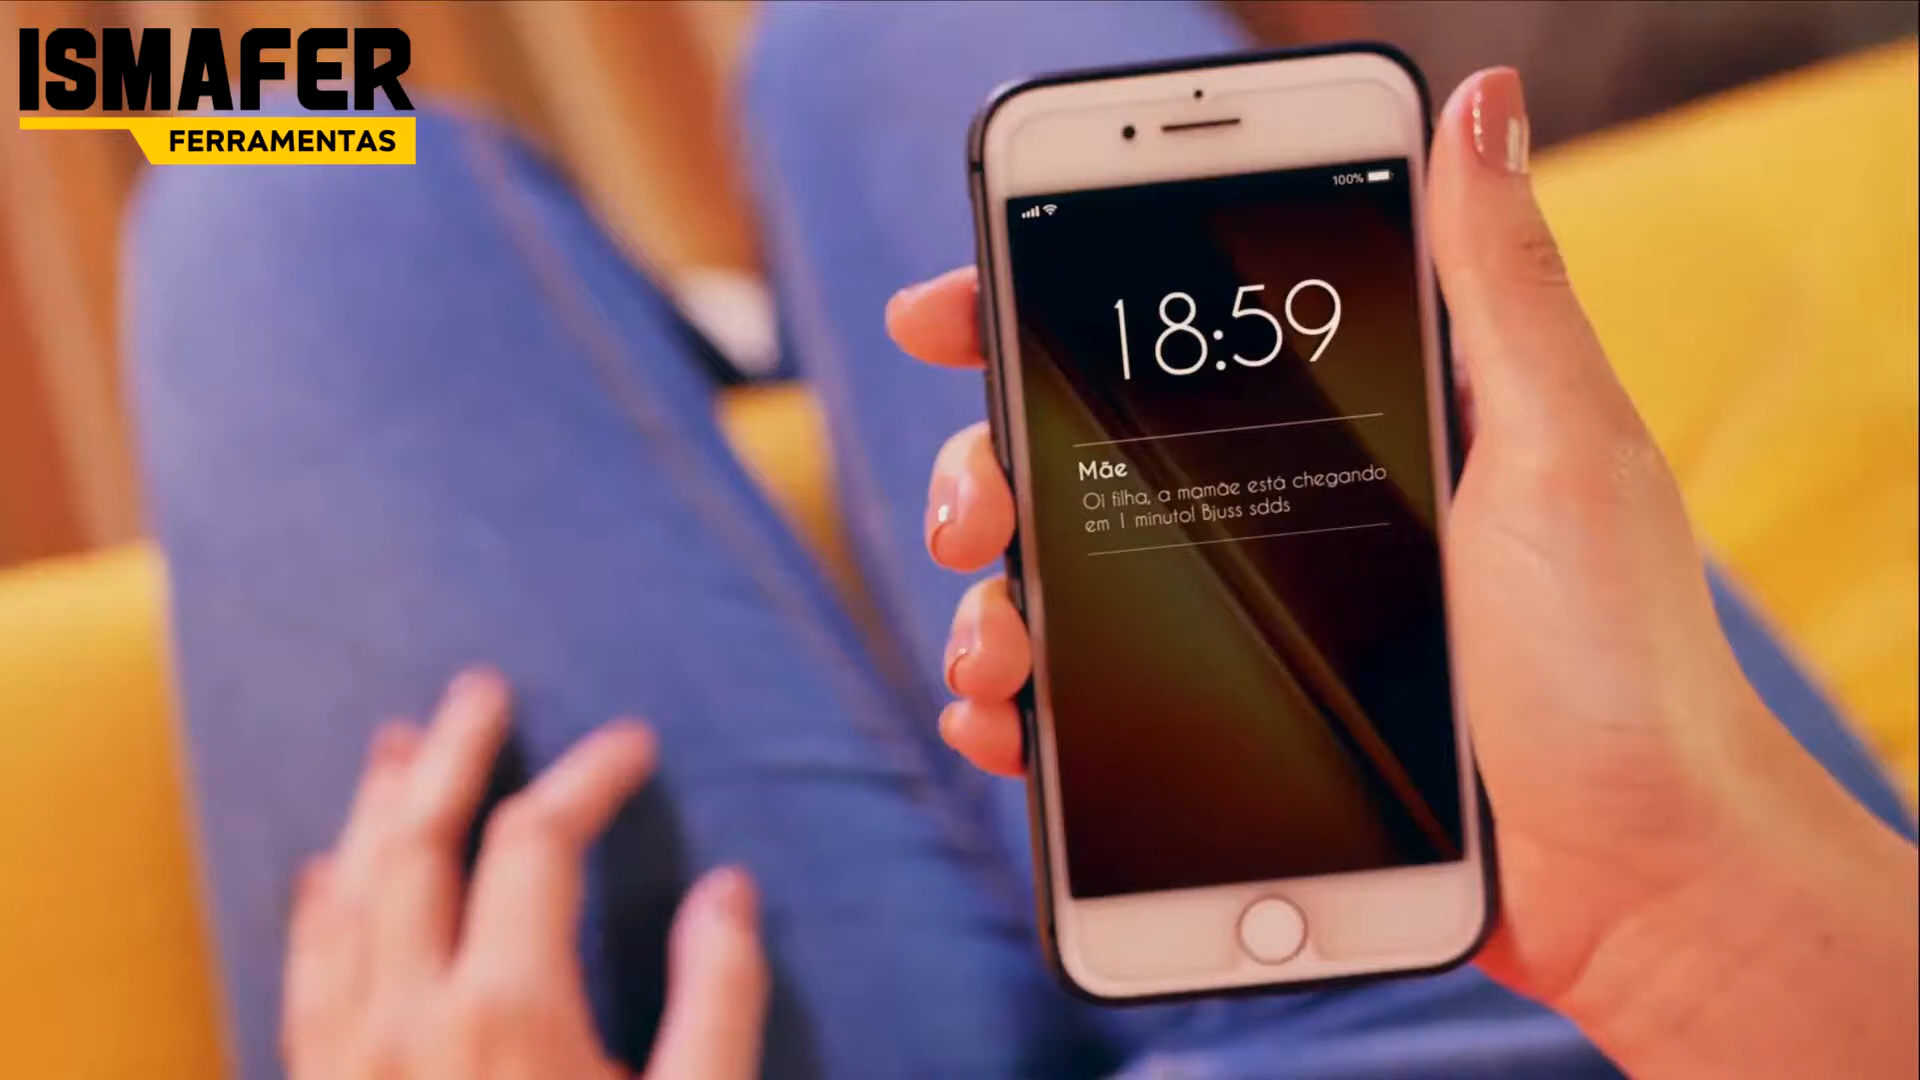 ISMAFER
FERRAMENTAS
100%
18:59
Mãe
Oi filha, a mamãe está chegando
em 1 minuto! Bjuss sdds